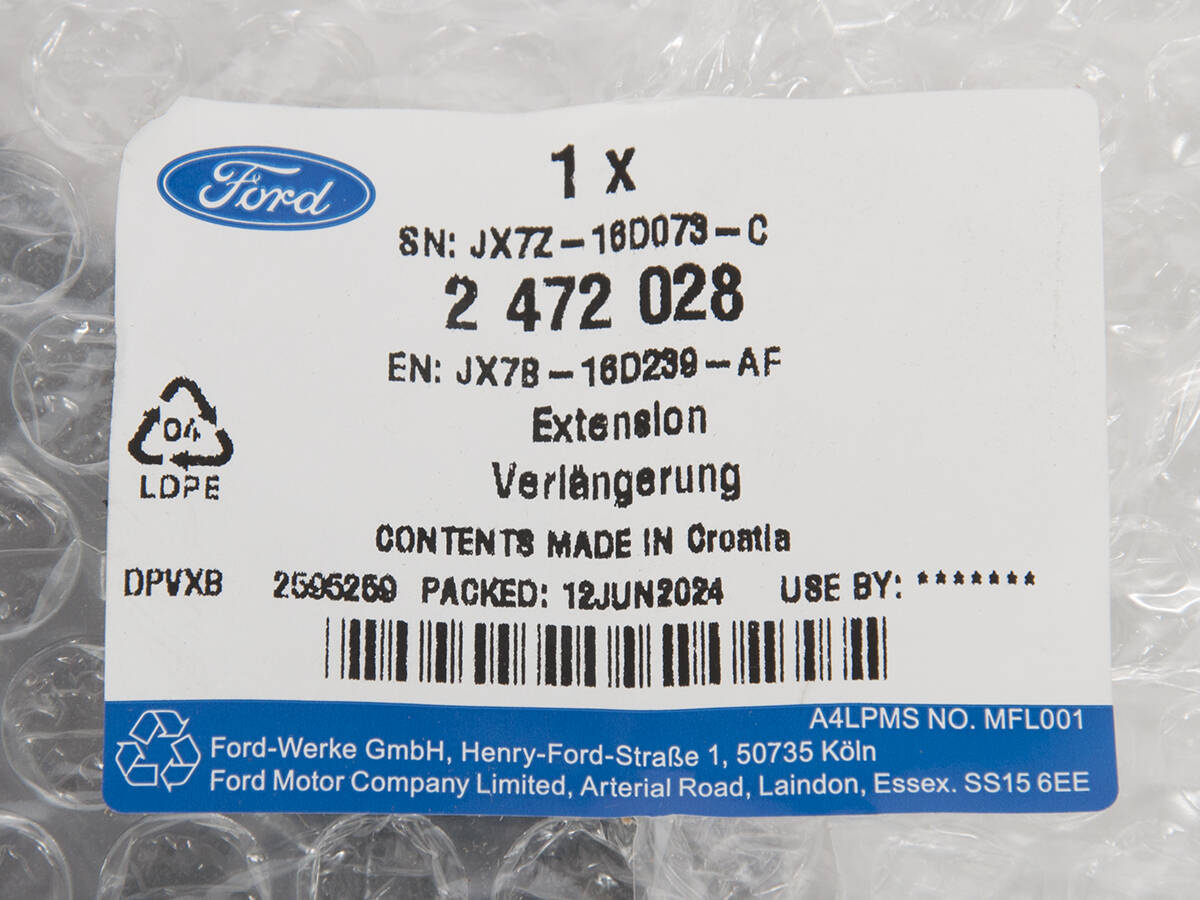 Ford
1 X
SN: JX7Z-16D073-C
2 472 028
EN: JX7B-16D239-AF
Extension
Verlängerung
04
LDPE
CONTENTS MADE IN Croatia
DPVXB 2595269 PACKED: 12JUN2024 USE BY: *******
A4LPMS NO. MFL001
Ford-Werke GmbH, Henry-Ford-Straße 1, 50735 Köln
Ford Motor Company Limited, Arterial Road, Laindon, Essex. SS15 6EE